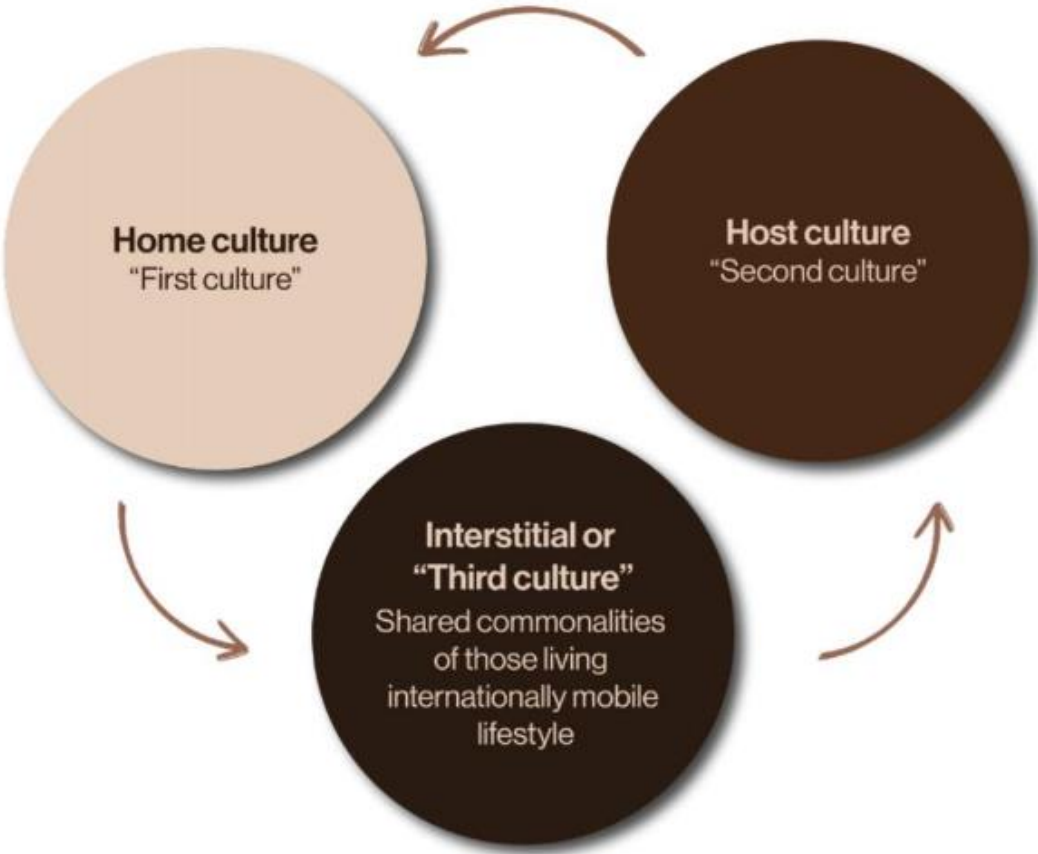 Home culture
“First culture”
Host culture
“Second culture”
Interstitial or
“Third culture”
Shared commonalities
of those living
internationally mobile
lifestyle